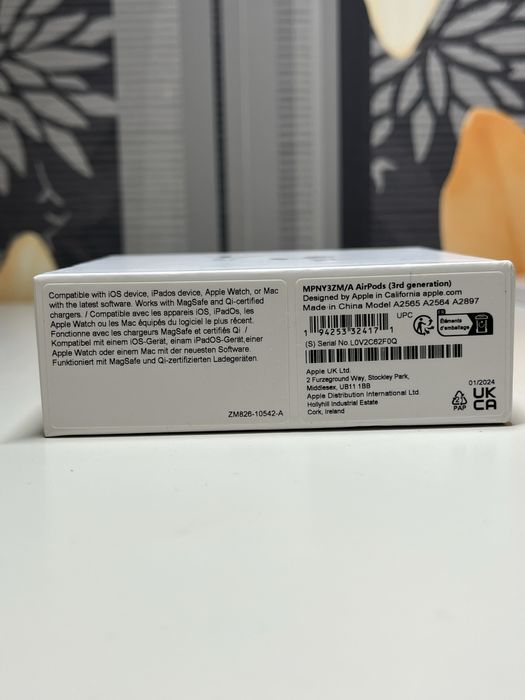 Compatible with iOS device, iPados device, Apple Watch, or Mac
with the latest software. Works with MagSafe and Qi-certified
chargers. / Compatible avec les appareils iOS, iPadOs, les
Apple Watch ou les Mac équipés du logiciel le plus récent.
Fonctionne avec les chargeurs MagSafe et certifiés Qi /
Kompatibel mit einem iOS-Gerät, einam iPadOS-Gerät,einer
Apple Watch oder einem Mac mit der neuesten Software.
Funktioniert mit MagSafe und Qi-zertifizierten Ladegeräten.
ZM826-10542-A
MPNY3ZM/A AirPods (3rd generation)
Designed by Apple in California apple.com
Made in China Model A2565 A2564 A2897
UPC
1 94253 32417 1
FR
Éléments
d'emballage
(S) Serial No.L0V2C62F0Q
Apple UK Ltd.
2 Furzeground Way, Stockley Park,
Middlesex, UB11 1BB
Apple Distribution International Ltd.
Hollyhill Industrial Estate
Cork, Ireland
01/2024
21
PAP
UK
CA